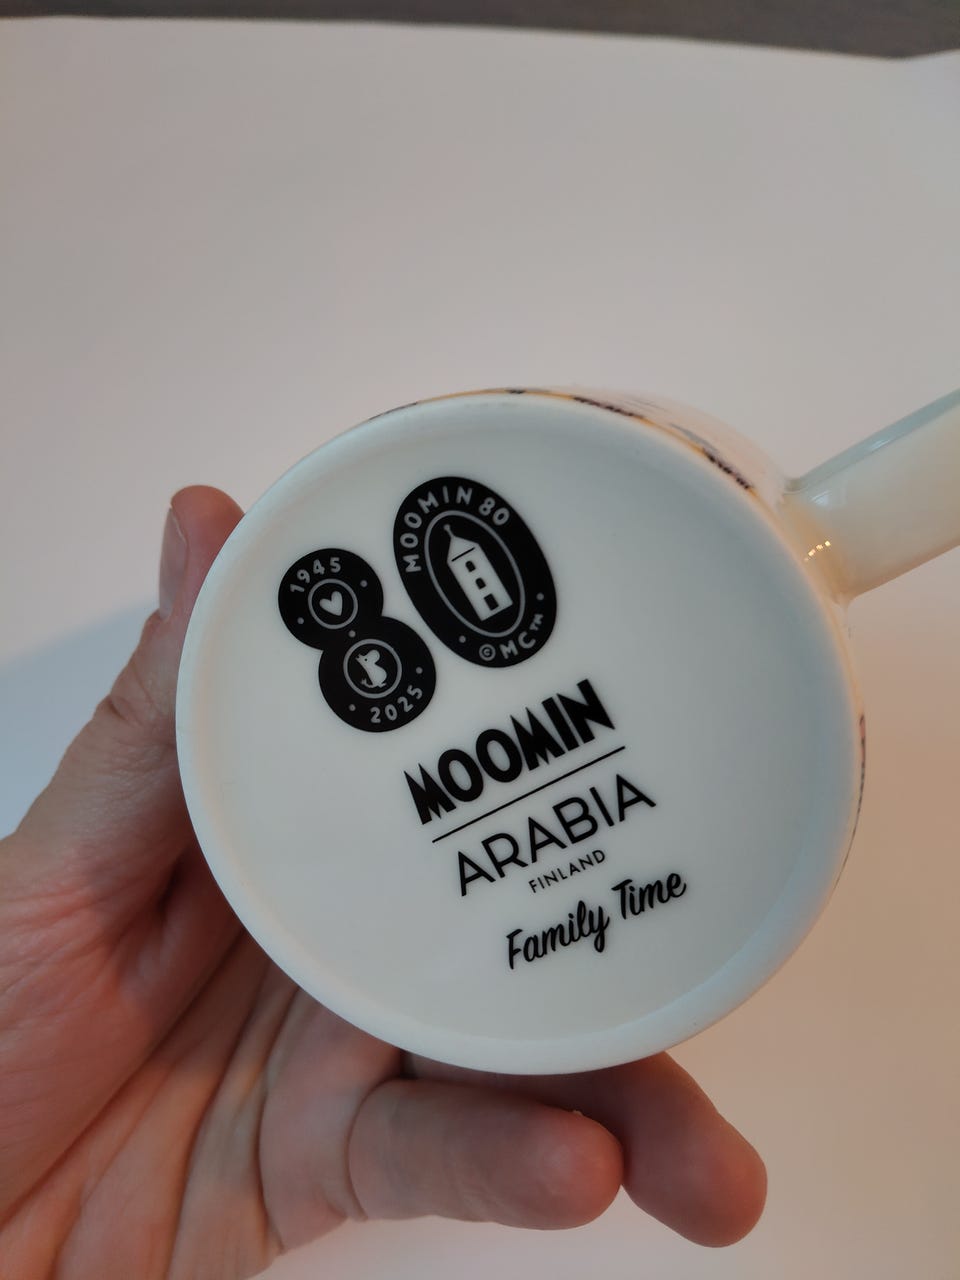 1945
2025
MOOMIN 80
©MC™
MOOMIN
ARABIA
FINLAND
Family Time